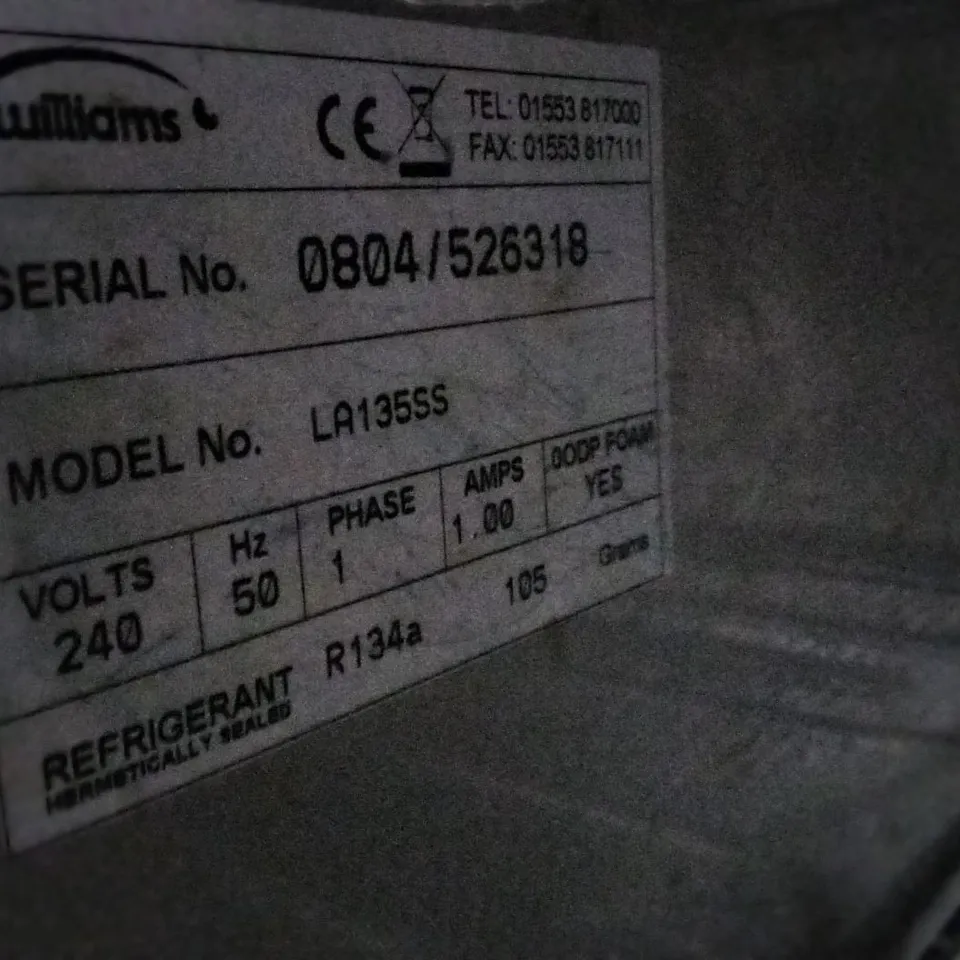 williams
CE
TEL: 01553 817000
FAX: 01553 817111
SERIAL No. 0804/526318
MODEL No. LA135SS
VOLTS Hz PHASE AMPS 0ODP FOAM
240 50 1 1.00 YES
REFRIGERANT R134a 105 Grams
HERMETICALLY SEALED